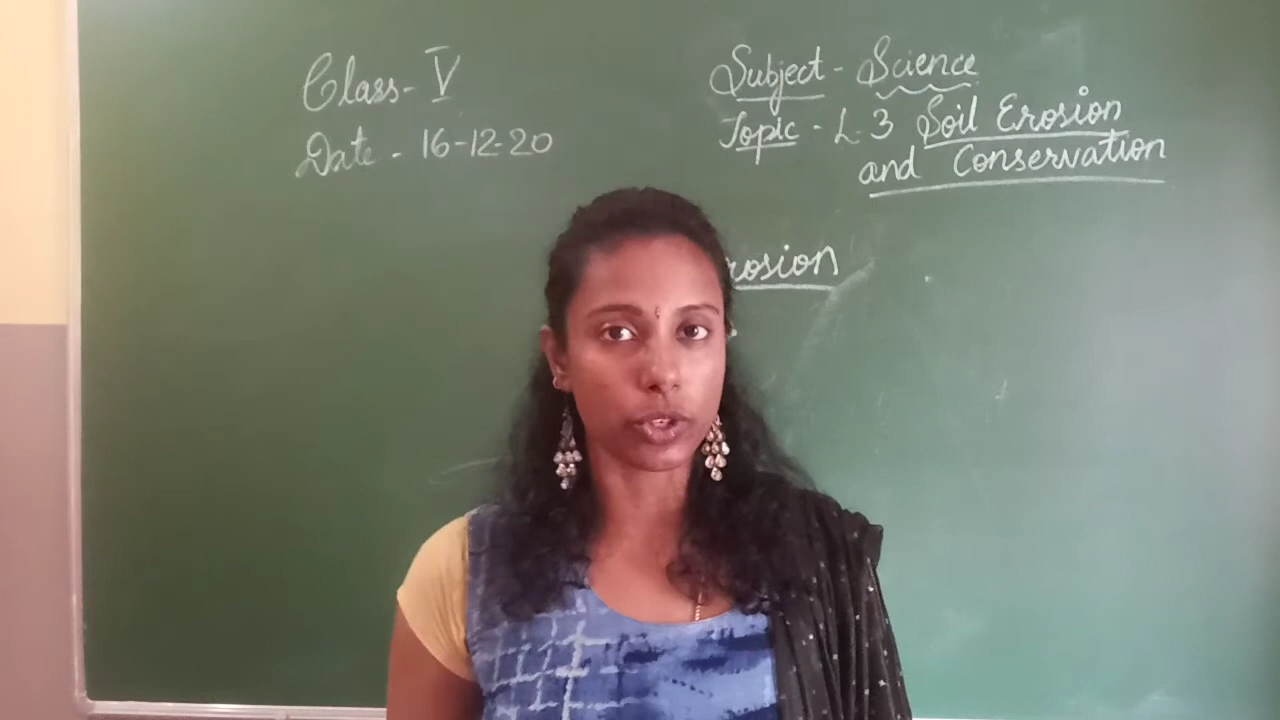 Class - V
Date - 16-12-20
Subject - Science
Topic - L.3 Soil Erosion
and Conservation